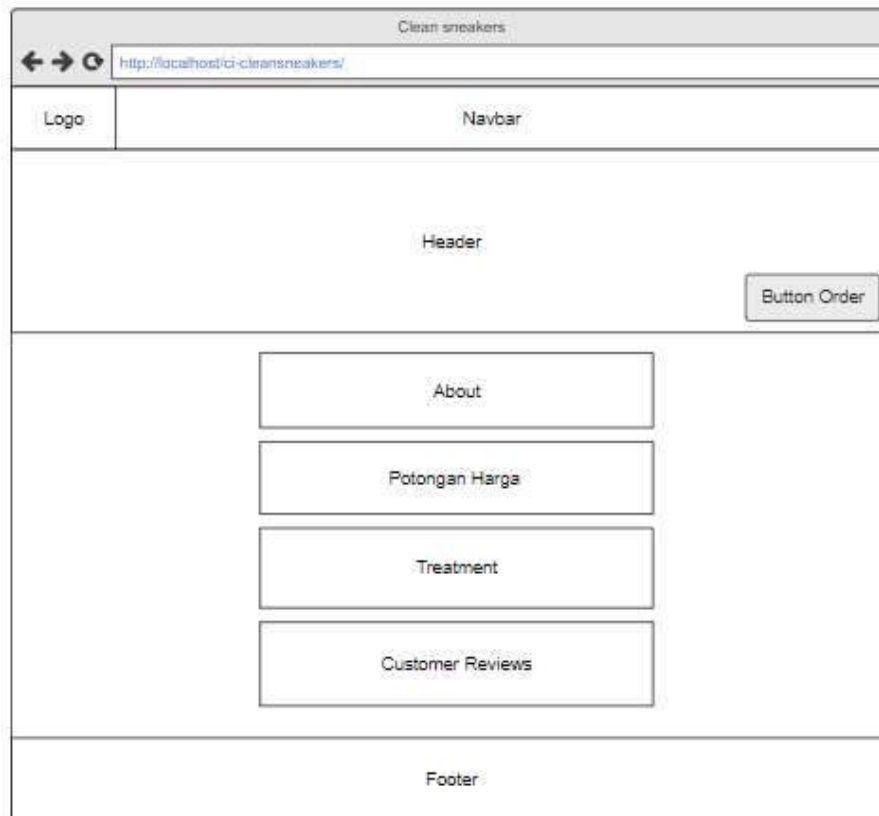 Clean sneakers
http://localhost/ci-cleansneakers/
Logo
Navbar
Header
Button Order
About
Potongan Harga
Treatment
Customer Reviews
Footer